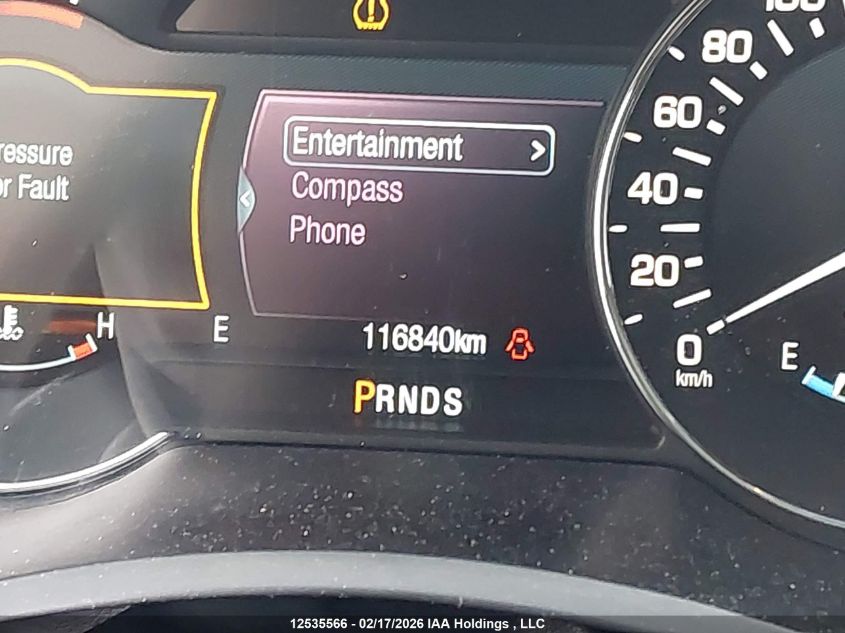 ressure
r Fault
Entertainment >
Compass
Phone
<
H
E
116840km
PRNDS
100
80
60
40
20
0
km/h
E
12535566 - 02/17/2026 IAA Holdings , LLC